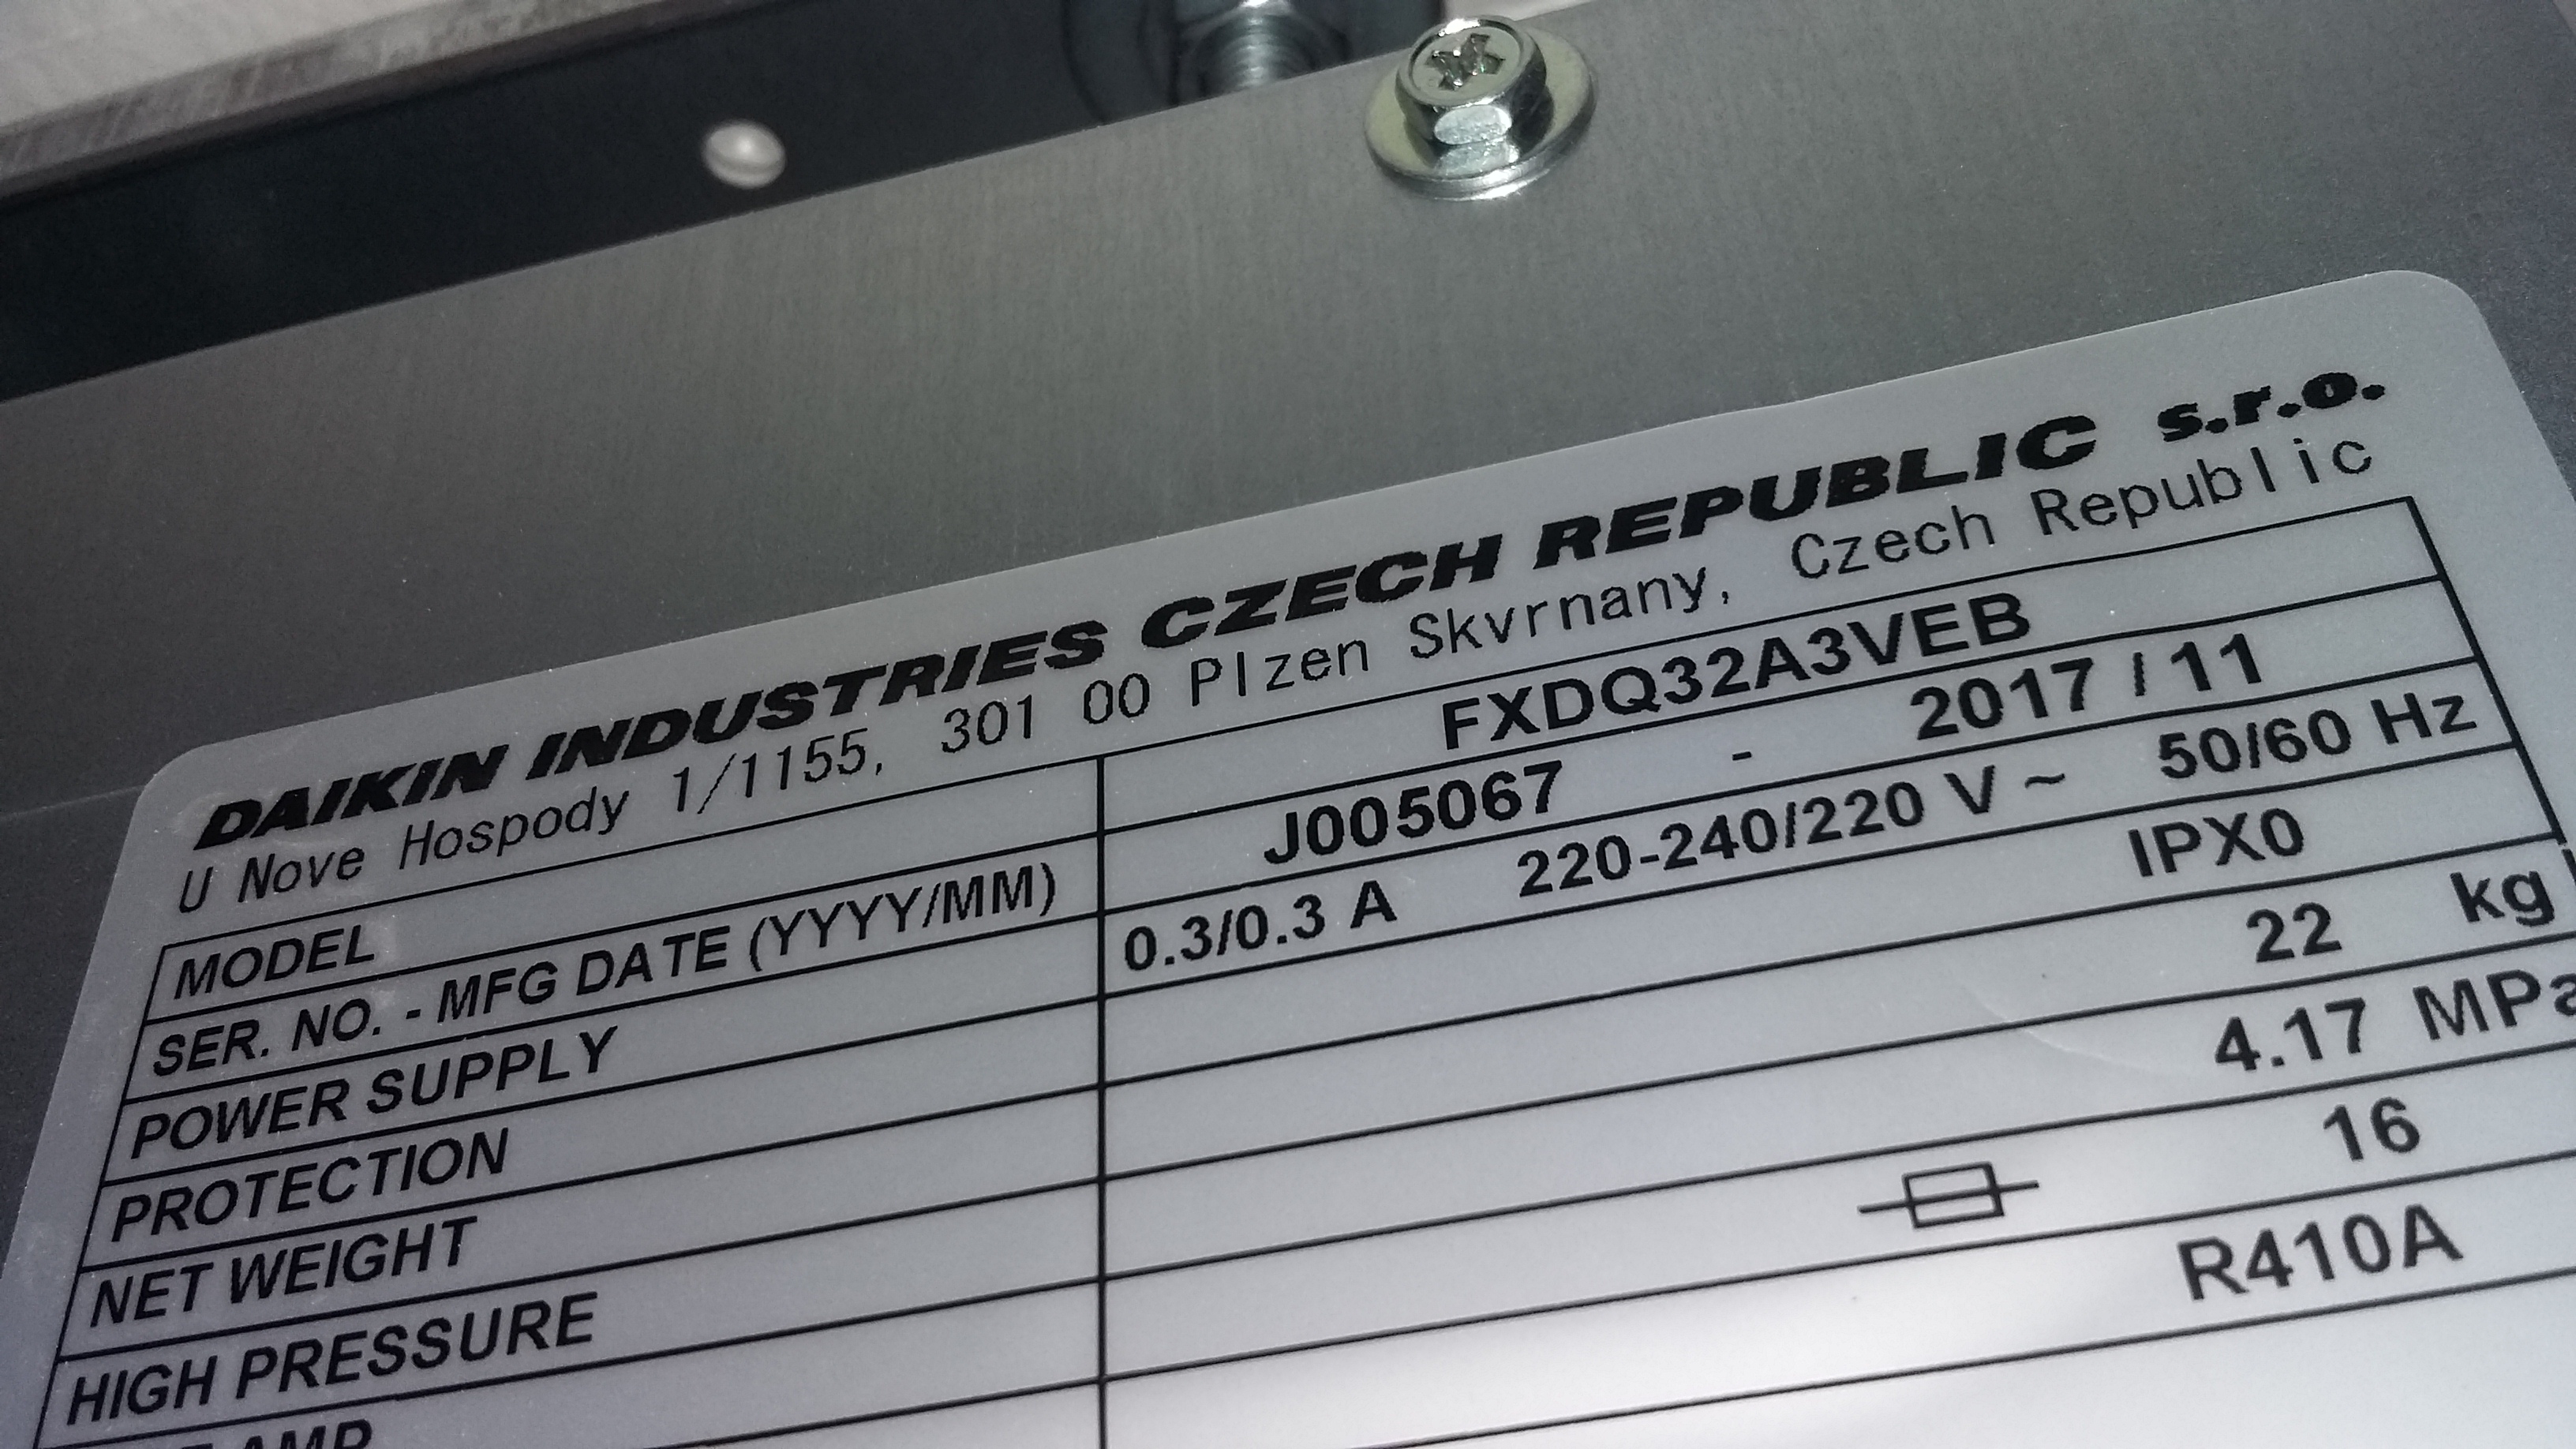 DAIKIN INDUSTRIES CZECH REPUBLIC s.r.o.
U Nove Hospody 1/1155, 301 00 Plzen Skvrnany, Czech Republic
MODEL FXDQ32A3VEB
SER. NO. - MFG DATE (YYYY/MM) J005067 - 2017 / 11
POWER SUPPLY 0.3/0.3 A 220-240/220 V ~ 50/60 Hz
PROTECTION IPX0
NET WEIGHT 22 kg
HIGH PRESSURE 4.17 MPa
AMP 16
R410A